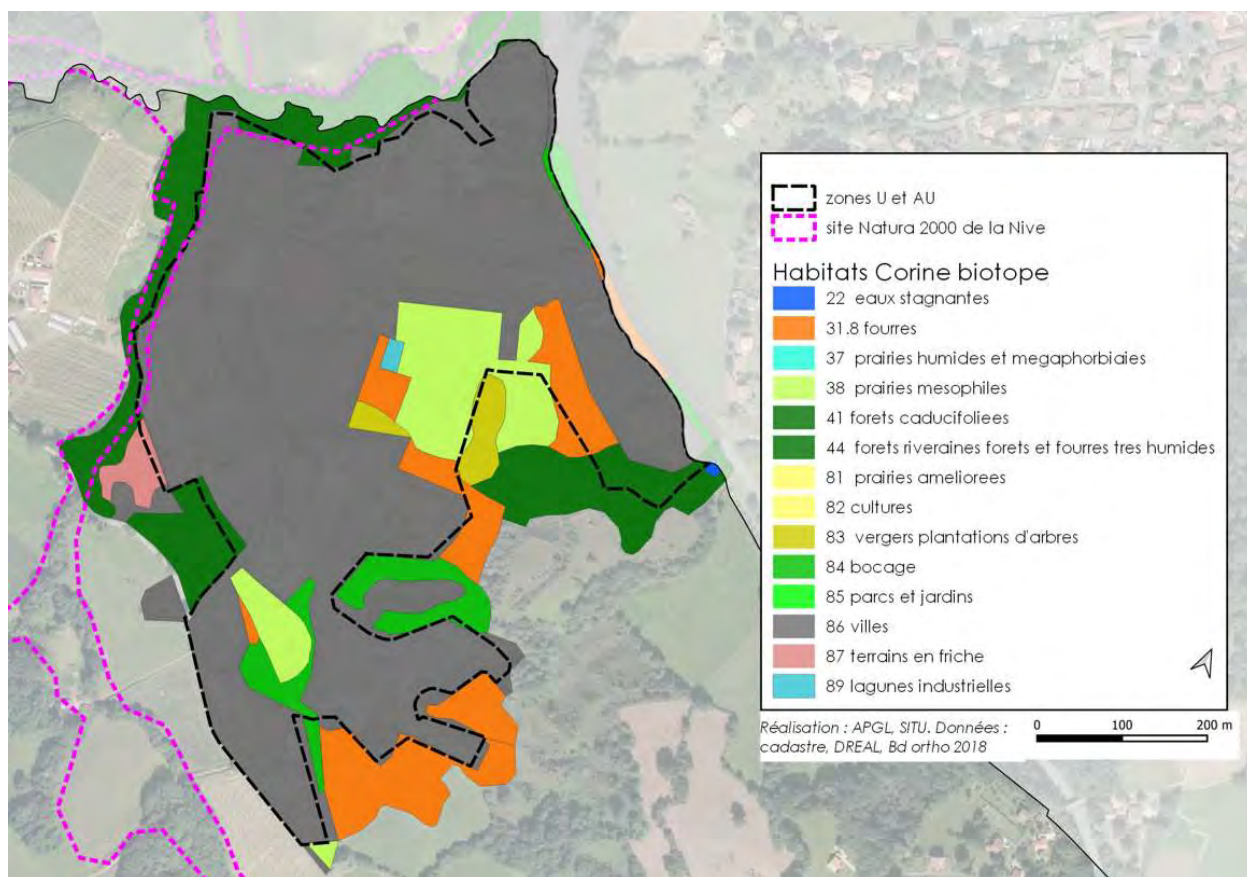 zones U et AU
site Natura 2000 de la Nive
Habitats Corine biotope
22 eaux stagnantes
31.8 fourres
37 prairies humides et megaphorbiaies
38 prairies mesophiles
41 forets caducifoliees
44 forets riveraines forets et fourres tres humides
81 prairies ameliorees
82 cultures
83 vergers plantations d'arbres
84 bocage
85 parcs et jardins
86 villes
87 terrains en friche
89 lagunes industrielles
Réalisation : APGL, SITU. Données :
cadastre, DREAL, Bd ortho 2018
0 100 200 m